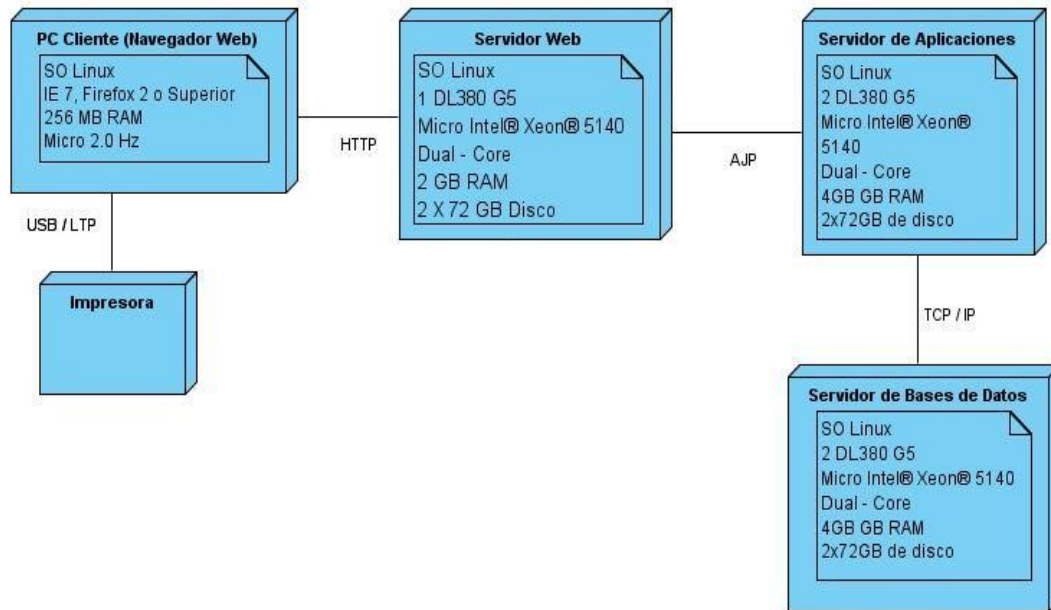 PC Cliente (Navegador Web)
SO Linux
IE 7, Firefox 2 o Superior
256 MB RAM
Micro 2.0 Hz
HTTP
Servidor Web
SO Linux
1 DL380 G5
Micro Intel® Xeon® 5140
Dual - Core
2 GB RAM
2 X 72 GB Disco
AJP
Servidor de Aplicaciones
SO Linux
2 DL380 G5
Micro Intel® Xeon®
5140
Dual - Core
4GB GB RAM
2x72GB de disco
USB / LTP
Impresora
TCP / IP
Servidor de Bases de Datos
SO Linux
2 DL380 G5
Micro Intel® Xeon® 5140
Dual - Core
4GB GB RAM
2x72GB de disco